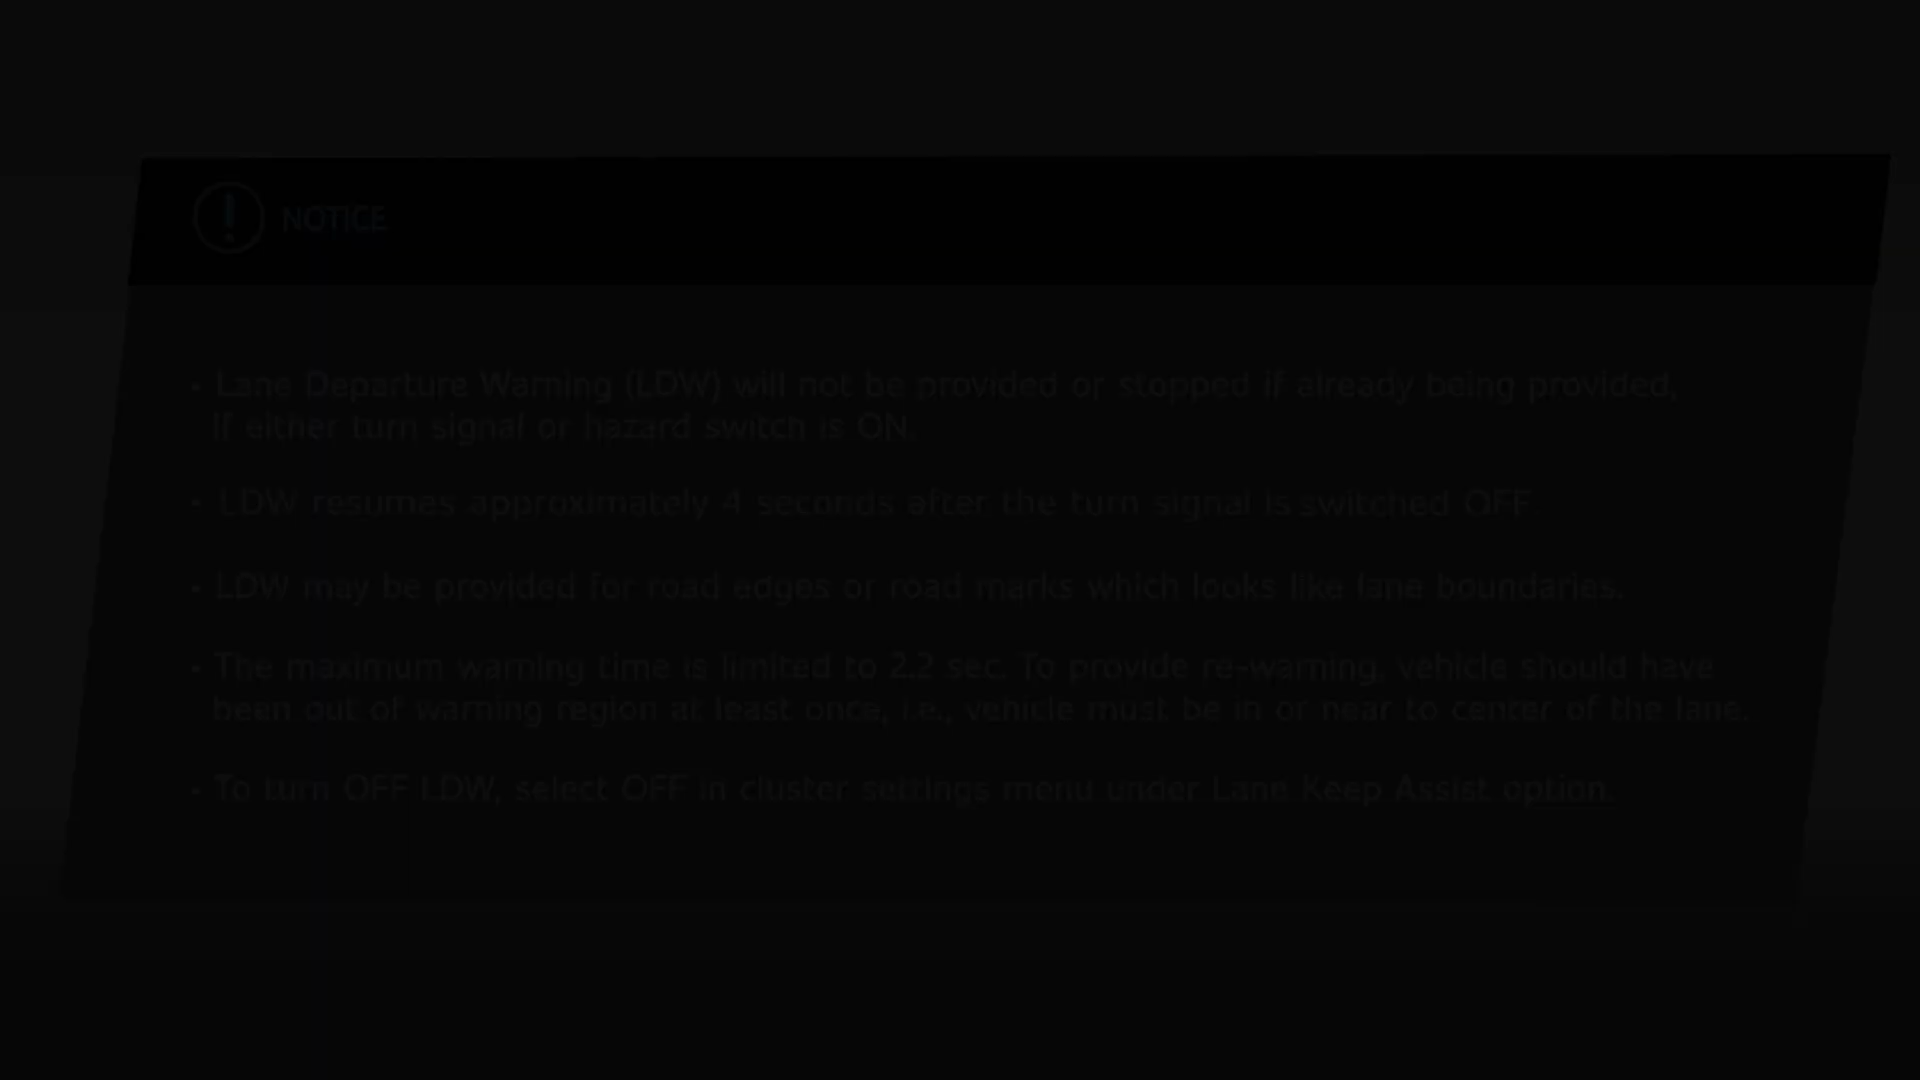 NOTICE
• Lane Departure Warning (LDW) will not be provided or stopped if already being provided,
If either turn signal or hazard switch is ON.
• LDW resumes approximately 4 seconds after the turn signal is switched OFF
• LDW may be provided for road edges or road marks which looks like lane boundaries.
• The maximum warning time is limited to 2.2 sec. To provide re-warning, vehicle should have
been out of warning region at least once, i.e., vehicle must be in or near to center of the lane.
• To turn OFF LDW, select OFF in cluster settings menu under Lane Keep Assist option.